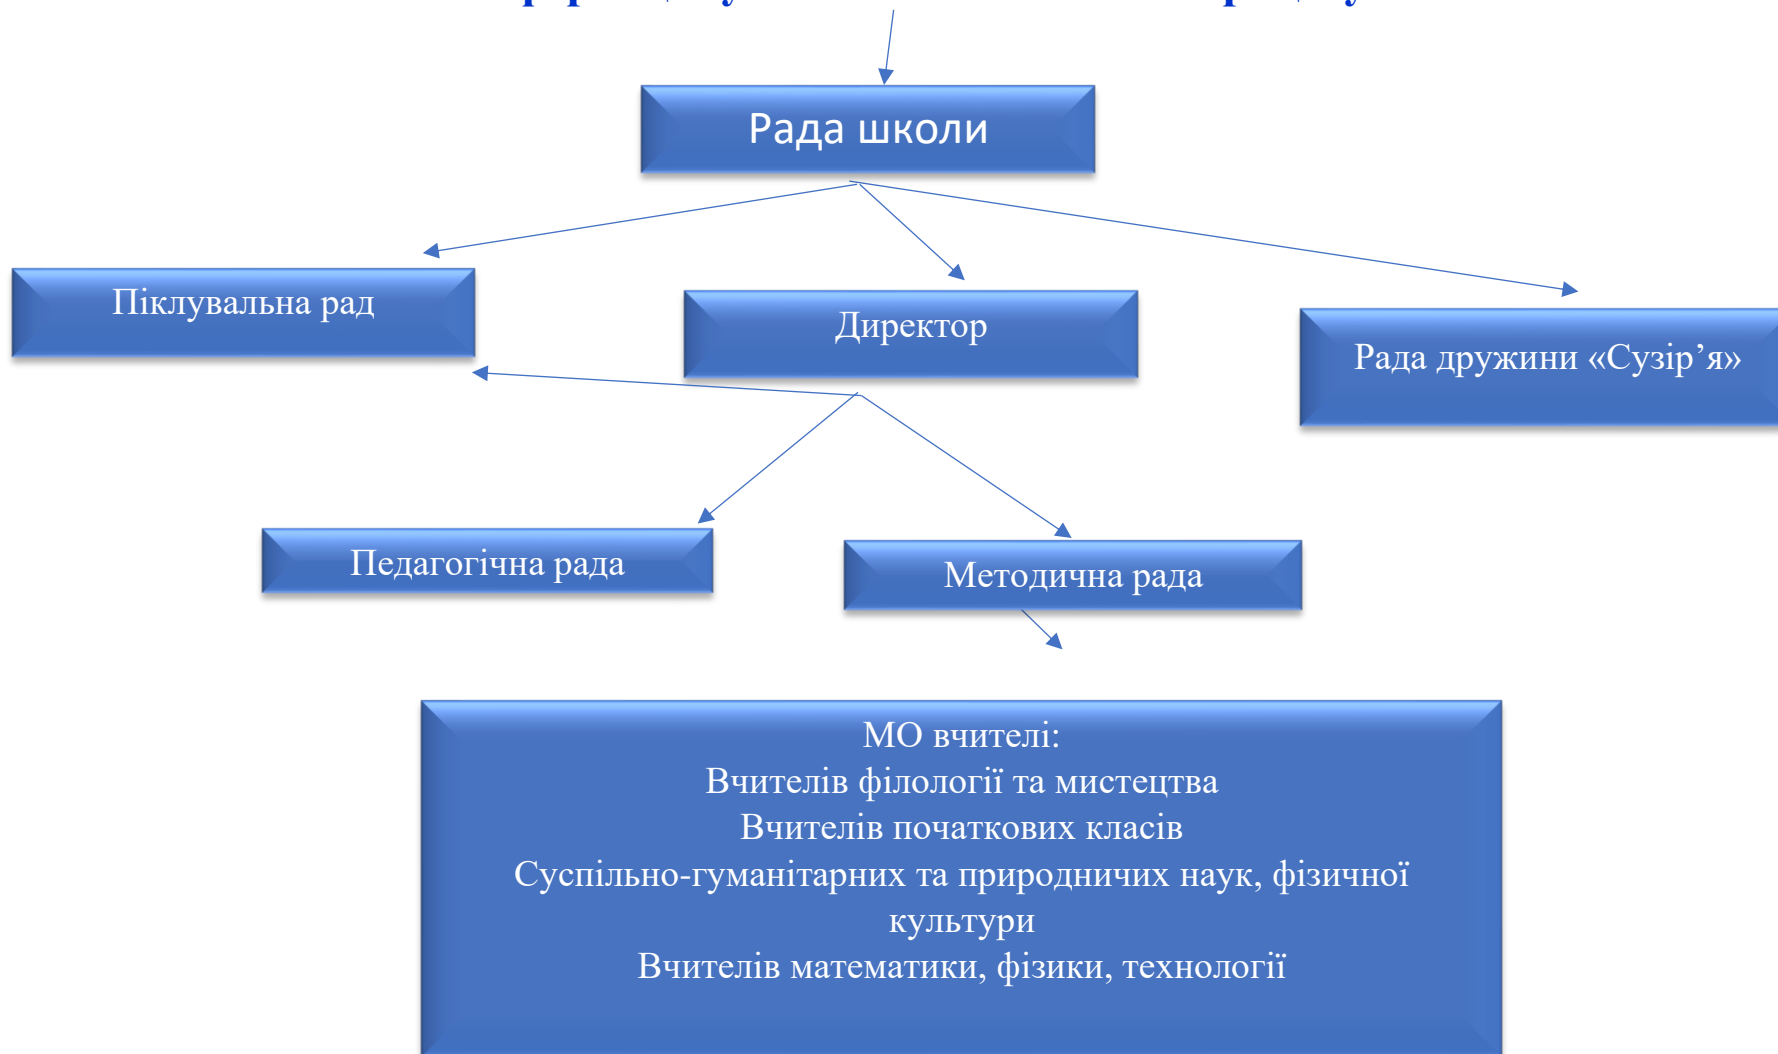 Рада школи
Піклувальна рад
Директор
Рада дружини «Сузір’я»
Педагогічна рада
Методична рада
МО вчителі:
Вчителів філології та мистецтва
Вчителів початкових класів
Суспільно-гуманітарних та природничих наук, фізичної
культури
Вчителів математики, фізики, технології